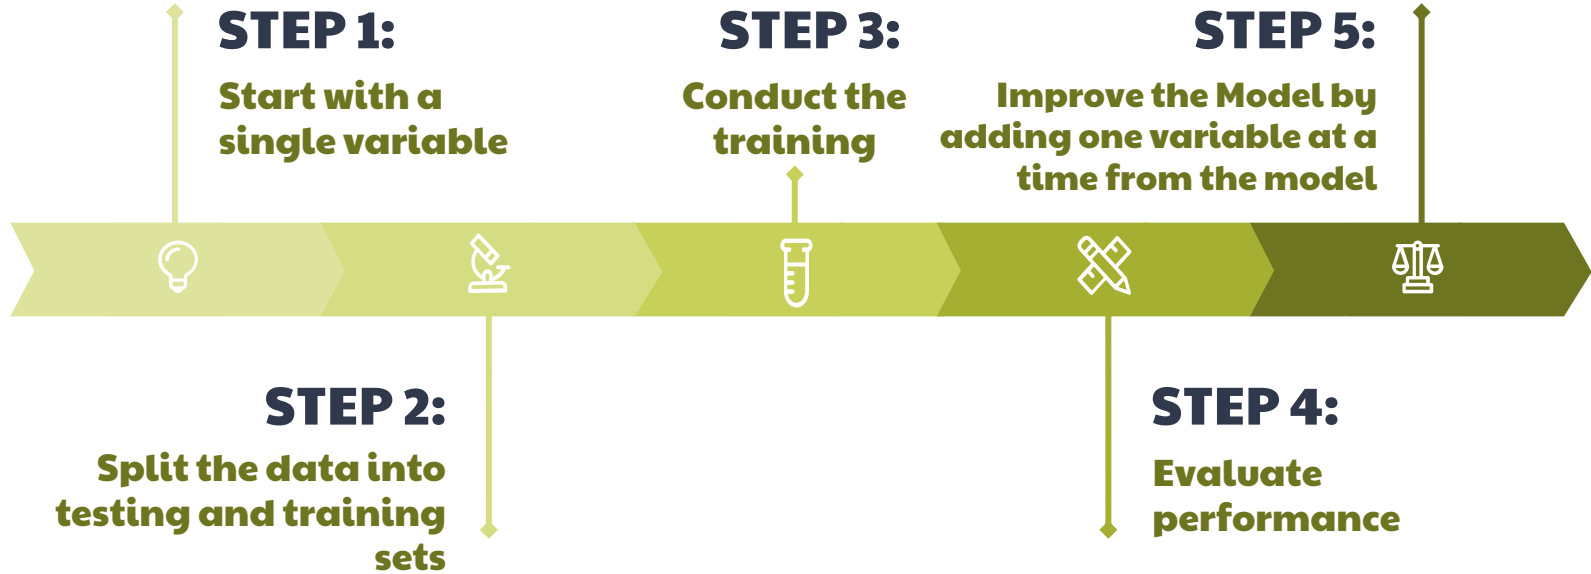 STEP 1:
Start with a
single variable
STEP 2:
Split the data into
testing and training
sets
STEP 3:
Conduct the
training
STEP 4:
Evaluate
performance
STEP 5:
Improve the Model by
adding one variable at a
time from the model